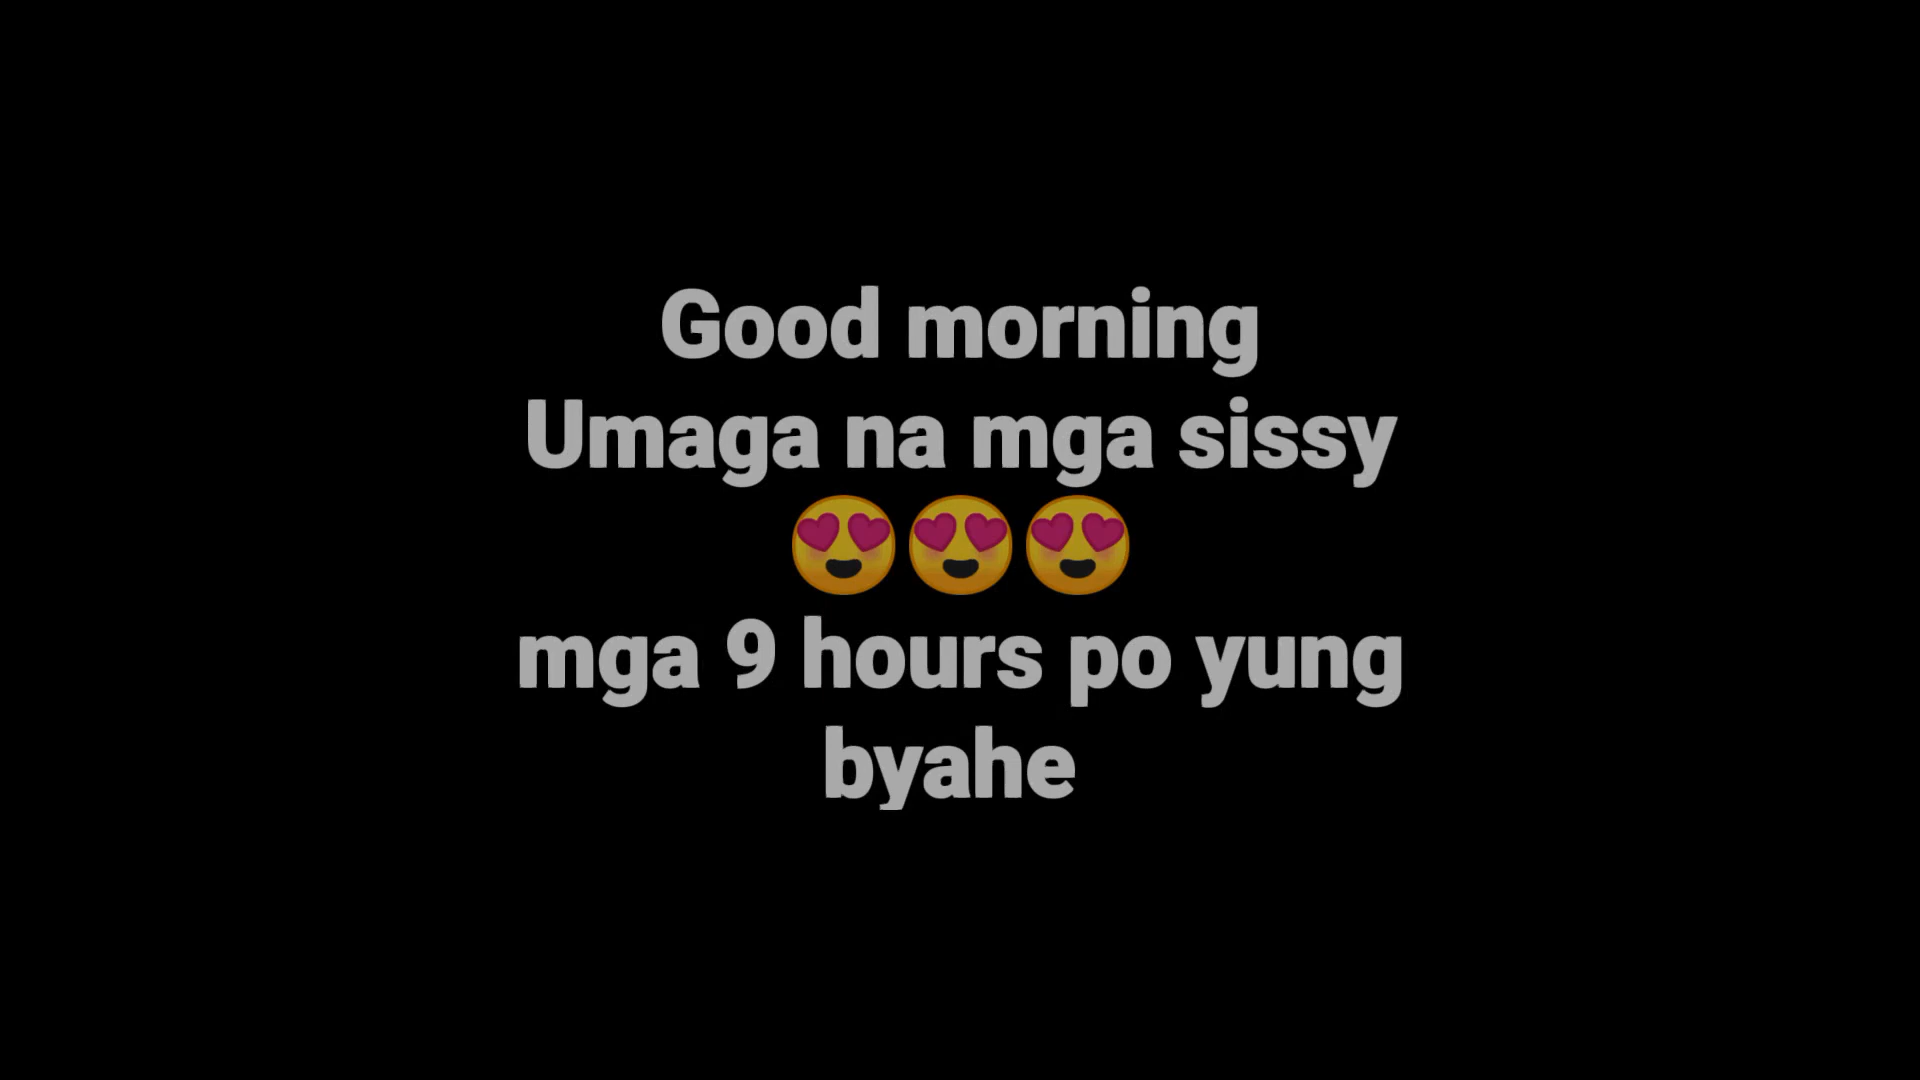 Good morning
Umaga na mga sissy
😍😍😍
mga 9 hours po yung
byahe